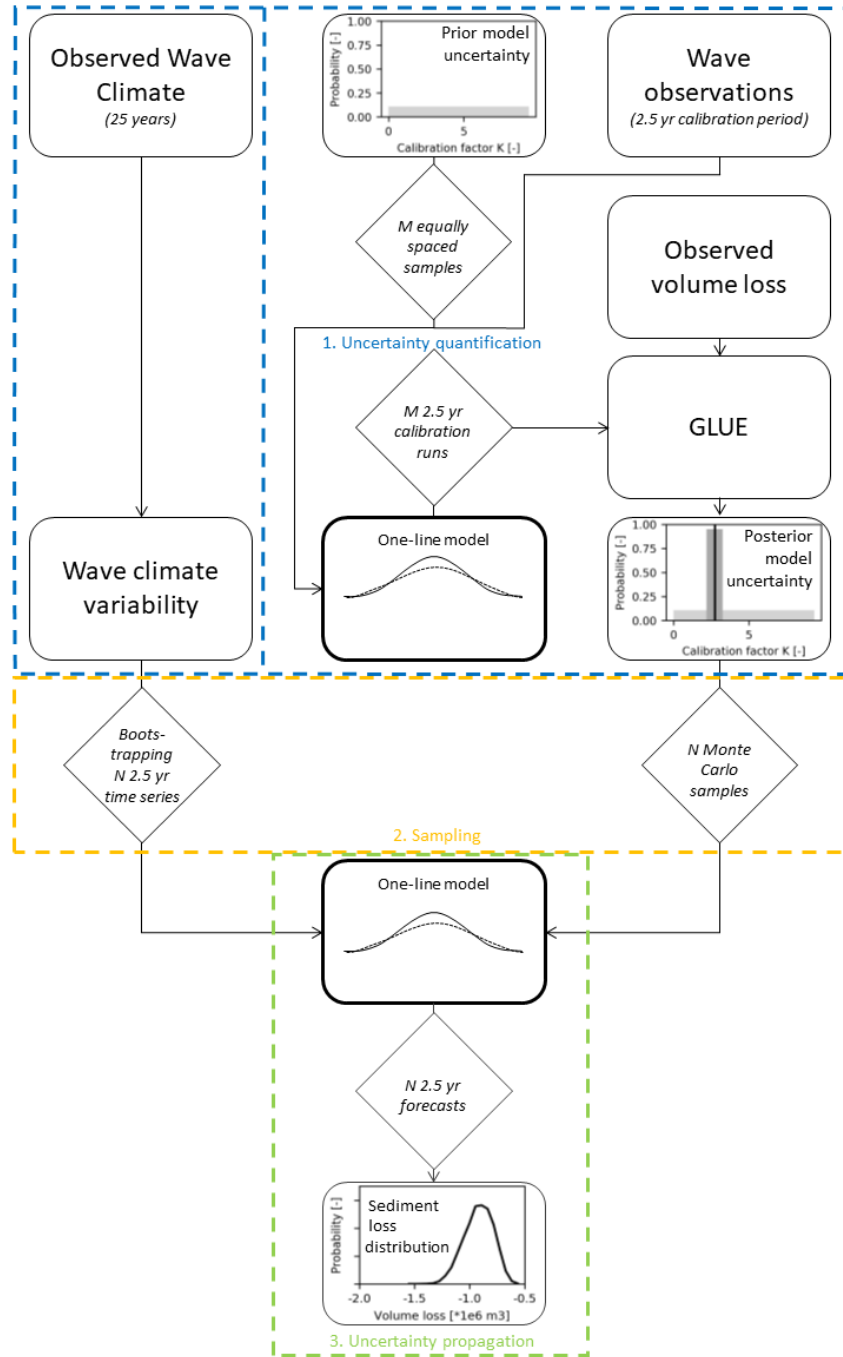 Observed Wave
Climate
(25 years)
Probability [-]
1.00
0.75
0.50
0.25
0.00
Prior model
uncertainty
0
5
Calibration factor K [-]
Wave
observations
(2.5 yr calibration period)
M equally
spaced
samples
Observed
volume loss
1. Uncertainty quantification
M 2.5 yr
calibration
runs
GLUE
Wave climate
variability
One-line model
Probability [-]
1.00
0.75
0.50
0.25
0.00
Posterior
model
uncertainty
0
5
Calibration factor K [-]
Boots-
trapping
N 2.5 yr
time series
N Monte
Carlo
samples
2. Sampling
One-line model
N 2.5 yr
forecasts
Probability [-]
Sediment
loss
distribution
-2.0
-1.5
-1.0
-0.5
Volume loss [*1e6 m3]
3. Uncertainty propagation